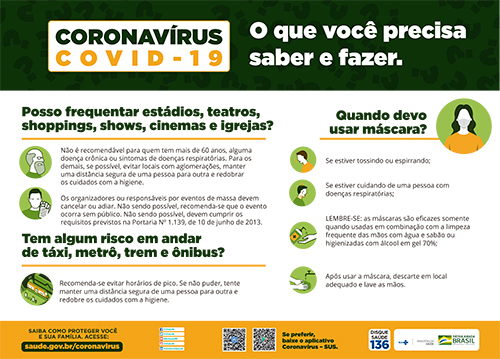 CORONAVÍRUS
COVID-19
O que você precisa
saber e fazer.
Posso frequentar estádios, teatros,
shoppings, shows, cinemas e igrejas?
Não é recomendável para quem tem mais de 60 anos, alguma
doença crônica ou sintomas de doenças respiratórias. Para os
demais, se possível, evitar locais com aglomerações, manter
uma distância segura de uma pessoa para outra e redobrar
os cuidados com a higiene.
Os organizadores ou responsáveis por eventos de massa devem
cancelar ou adiar. Não sendo possível, recomenda-se que o evento
ocorra sem público. Não sendo possível, devem cumprir os
requisitos previstos na Portaria Nº 1.139, de 10 de junho de 2013.
Tem algum risco em andar
de táxi, metrô, trem e ônibus?
Recomenda-se evitar horários de pico. Se não puder, tente
manter uma distância segura de uma pessoa para outra e
redobre os cuidados com a higiene.
Quando devo
usar máscara?
Se estiver tossindo ou espirrando;
Se estiver cuidando de uma pessoa com
doenças respiratórias;
LEMBRE-SE: as máscaras são eficazes somente
quando usadas em combinação com a limpeza
frequente das mãos com água e sabão ou
higienizadas com álcool em gel 70%;
Após usar a máscara, descarte em local
adequado e lave as mãos.
SAIBA COMO PROTEGER VOCÊ
E SUA FAMÍLIA. ACESSE:
saude.gov.br/coronavirus
Se preferir,
baixe o aplicativo
Coronavírus – SUS.
DISQUE
SAÚDE
136
PÁTRIA AMADA
BRASIL